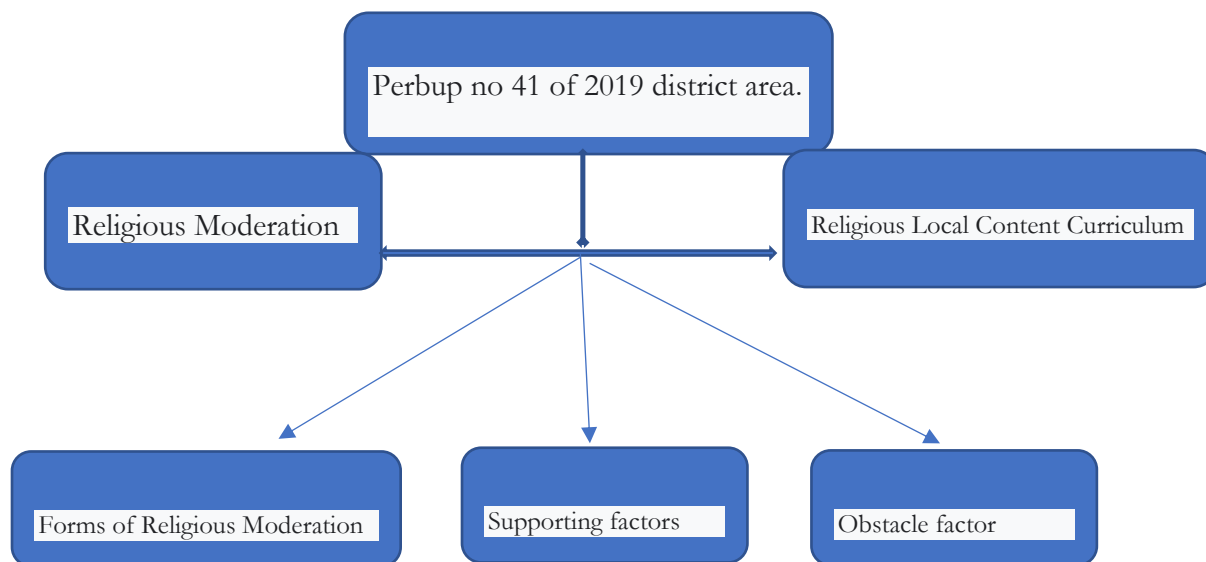 Perbup no 41 of 2019 district area.
Religious Moderation
Religious Local Content Curriculum
Forms of Religious Moderation
Supporting factors
Obstacle factor